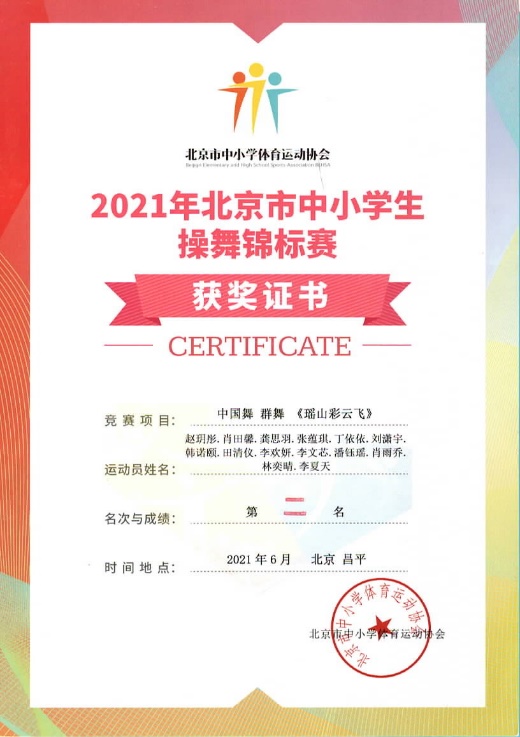 北京市中小学体育运动协会
Beijing Elementary and High School Sports Association BJSSA
2021年北京市中小学生
操舞锦标赛
获奖证书
CERTIFICATE
竞赛项目： 中国舞 群舞 《瑶山彩云飞》
赵玥彤.肖田馨.龚思羽.张蕴琪.丁依依.刘潇宇.
韩诺颐.田清仪.李欢妍.李文芯.潘钰瑶.肖雨乔.
运动员姓名： 林奕晴.李夏天
名次与成绩： 第 二 名
时间地点： 2021年6月 北京 昌平
北京市中小学体育运动协会
北京市中小学体育运动协会